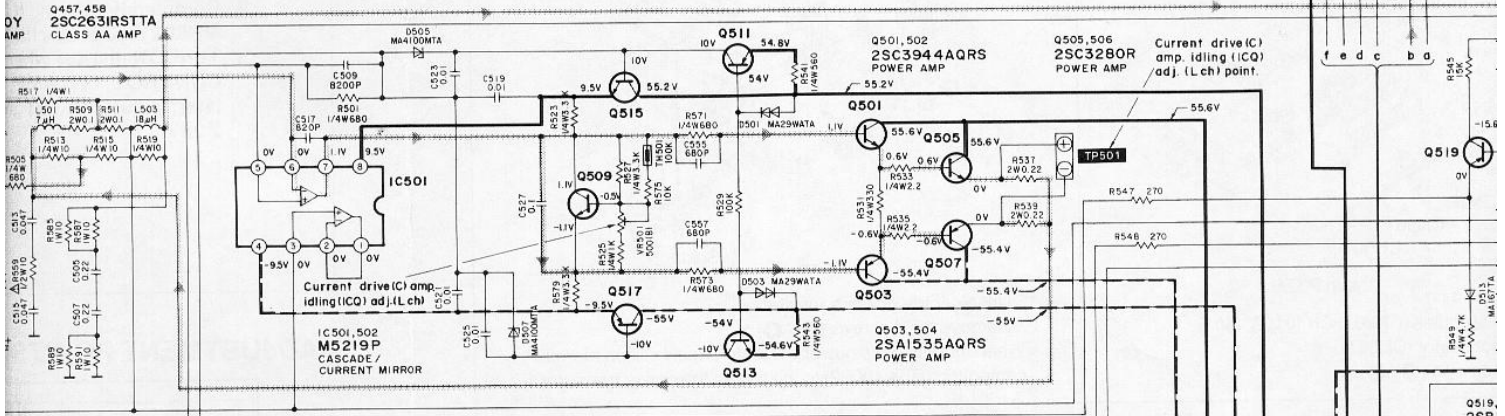 Q457,458
2SC2631RSTTA
CLASS AA AMP
DY
AMP
D505
MA4100MTA
C509
8200P
R501
1/4W680
C523
0.01
C519
0.01
10V
9.5V
55.2V
Q515
Q511
10V
54.8V
54V
R541
1/4W560
Q501,502
2SC3944AQRS
POWER AMP
55.2V
Q505,506
2SC3280R
POWER AMP
Current drive(C)
amp. idling (ICQ)
adj. (Lch) point.
f e d c b a
R545
15K
R517 1/4W1
L501
7μH
R509
2W0.1
R511
2W0.1
L503
18μH
R513
1/4W10
R515
1/4W10
R519
1/4W10
R505
1/4W
680
C517
820P
0V
0V
1.1V
9.5V
5 6 7 8
IC501
4 3 2 1
-9.5V
0V
0V
0V
R523
1/4W3.3K
R527
1/4W3.3K
TH501
100K
R575
10K
R571
1/4W680
C555
680P
D501 MA29WATA
1.1V
Q501
55.6V
55.6V
Q505
55.6V
0.6V
0.6V
R533
1/4W2.2
0V
R537
2W0.22
TP501
Q519
0V
Q509
1.1V
-0.5V
-1.1V
C527
0.1
VR501
500(B)
R525
1/4W1K
R529
100K
C557
680P
R573
1/4W680
R531
1/4W330
R535
1/4W2.2
-0.6V
-0.6V
0V
R539
2W0.22
-55.4V
Q507
R547 270
R548 270
C513
0.047
R585
1W10
R587
1W10
R559
1/2W10
C505
0.22
C515
0.047
C507
0.22
R589
1W10
R591
1W10
Current drive(C) amp.
idling(ICQ) adj.(Lch)
C521
0.01
C525
0.01
D507
MA4100MTA
R579
1/4W3.3K
Q517
-9.5V
-55V
-10V
D503 MA29WATA
-1.1V
-55.4V
Q503
-55.4V
-55V
D513
MA167TA
R549
1/4W4.7K
IC501,502
M5219P
CASCADE/
CURRENT MIRROR
-54V
-10V
-54.6V
Q513
R543
1/4W560
Q503,504
2SA1535AQRS
POWER AMP
Q519,